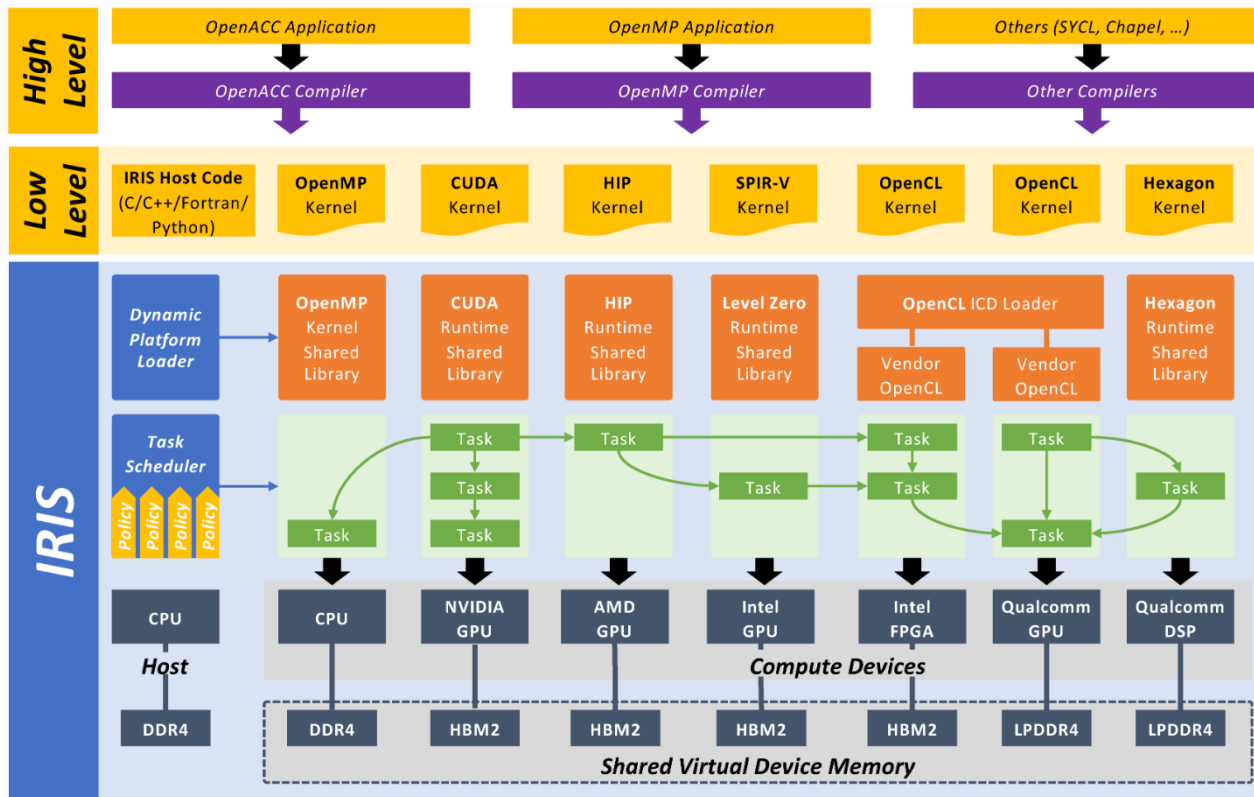 High
Level
OpenACC Application
OpenMP Application
Others (SYCL, Chapel, …)
OpenACC Compiler
OpenMP Compiler
Other Compilers
Low
Level
IRIS Host Code
(C/C++/Fortran/
Python)
OpenMP
Kernel
CUDA
Kernel
HIP
Kernel
SPIR-V
Kernel
OpenCL
Kernel
OpenCL
Kernel
Hexagon
Kernel
IRIS
Dynamic
Platform
Loader
OpenMP
Kernel
Shared
Library
CUDA
Runtime
Shared
Library
HIP
Runtime
Shared
Library
Level Zero
Runtime
Shared
Library
OpenCL ICD Loader
Vendor
OpenCL
Vendor
OpenCL
Hexagon
Runtime
Shared
Library
Task
Scheduler
Policy
Policy
Policy
Policy
Task
Task
Task
Task
Task
Task
Task
Task
Task
Task
Task
CPU
Host
DDR4
CPU
NVIDIA
GPU
AMD
GPU
Intel
GPU
Intel
FPGA
Qualcomm
GPU
Qualcomm
DSP
Compute Devices
DDR4
HBM2
HBM2
HBM2
HBM2
LPDDR4
LPDDR4
Shared Virtual Device Memory